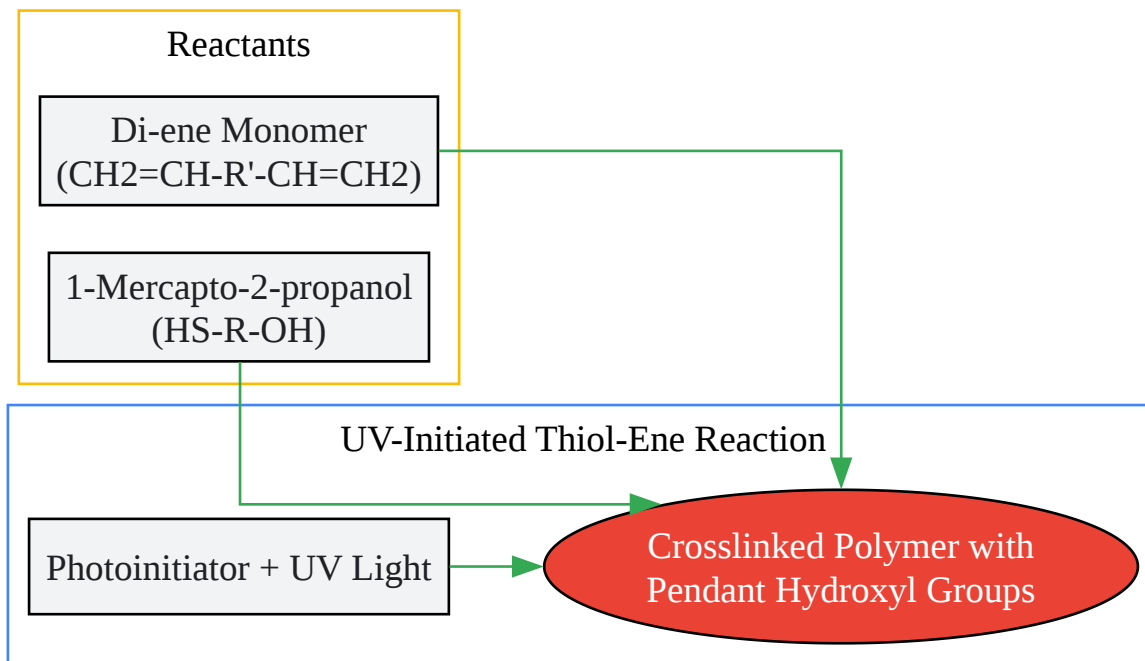 Reactants
Di-ene Monomer
(CH2=CH-R'-CH=CH2)
1-Mercapto-2-propanol
(HS-R-OH)
UV-Initiated Thiol-Ene Reaction
Photoinitiator + UV Light
Crosslinked Polymer with
Pendant Hydroxyl Groups